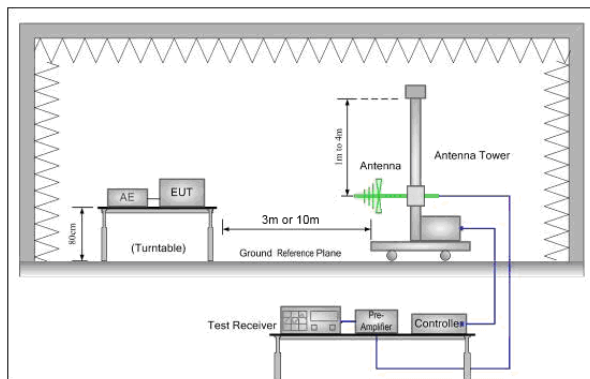 1m to 4m
Antenna
Antenna Tower
AE
EUT
80cm
(Turntable)
3m or 10m
Ground Reference Plane
Test Receiver
Pre-
Amplifier
Controller